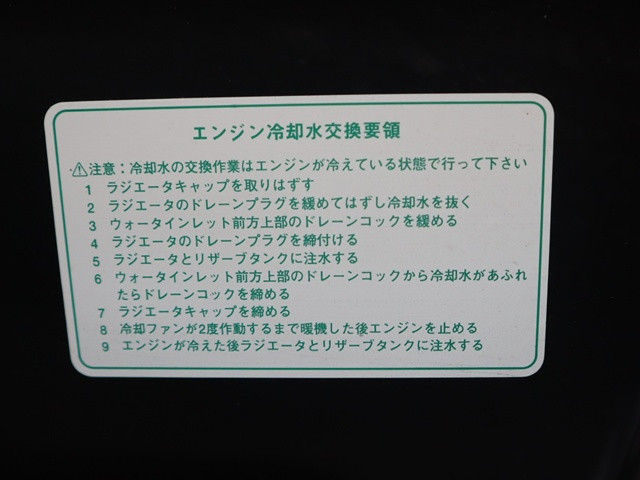 エンジン冷却水交換要領
⚠注意：冷却水の交換作業はエンジンが冷えている状態で行って下さい
1 ラジエータキャップを取りはずす
2 ラジエータのドレーンプラグを緩めてはずし冷却水を抜く
3 ウォータインレット前方上部のドレーンコックを緩める
4 ラジエータのドレーンプラグを締付ける
5 ラジエータとリザーブタンクに注水する
6 ウォータインレット前方上部のドレーンコックから冷却水があふれ
たらドレーンコックを締める
7 ラジエータキャップを締める
8 冷却ファンが2度作動するまで暖機した後エンジンを止める
9 エンジンが冷えた後ラジエータとリザーブタンクに注水する